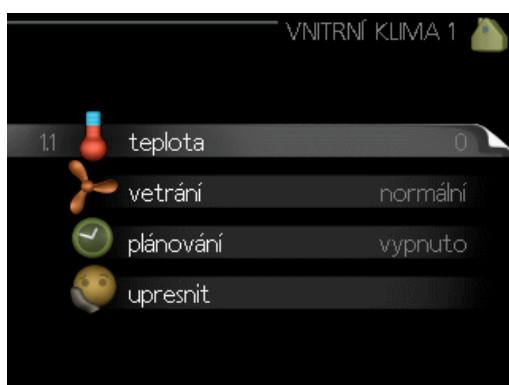 VNITRNÍ KLIMA 1
1.1 teplota 0
vetrání normální
plánování vypnuto
upresnit